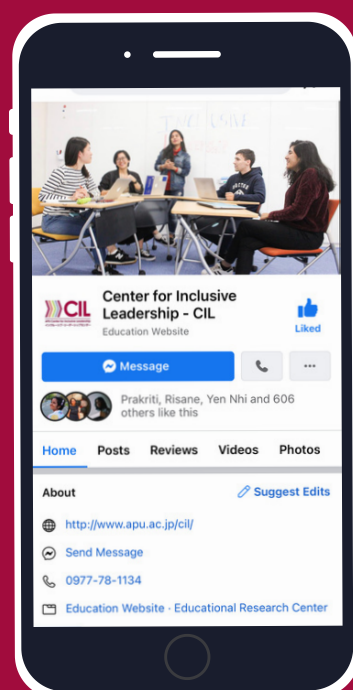 INCLUSIVE
CIL
Center for Inclusive
Leadership - CIL
Education Website
Liked
Message
Prakriti, Risane, Yen Nhi and 606
others like this
Home Posts Reviews Videos Photos
About
Suggest Edits
http://www.apu.ac.jp/cil/
Send Message
0977-78-1134
Education Website · Educational Research Center